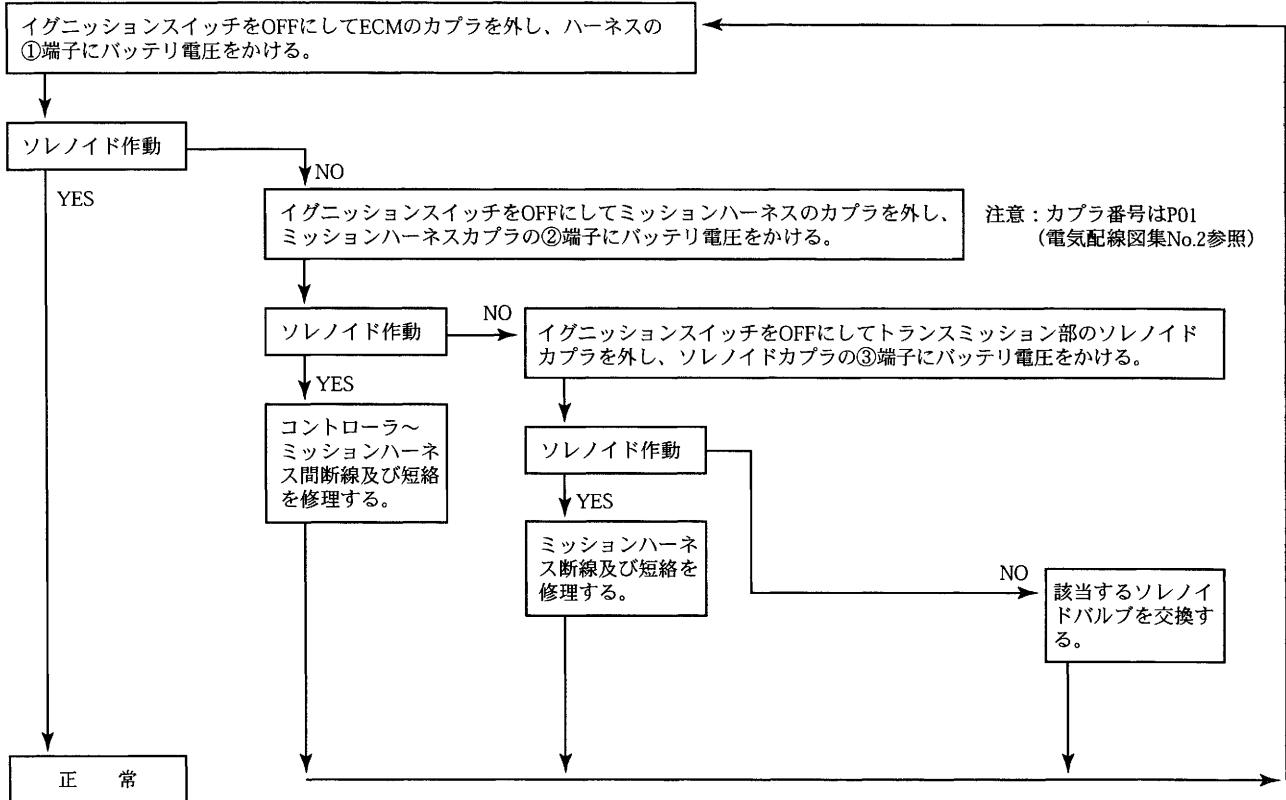 イグニッションスイッチをOFFにしてECMのカプラを外し、ハーネスの
①端子にバッテリ電圧をかける。
ソレノイド作動
NO
YES
イグニッションスイッチをOFFにしてミッションハーネスのカプラを外し、
ミッションハーネスカプラの②端子にバッテリ電圧をかける。
注意：カプラ番号はP01
（電気配線図集No.2参照）
ソレノイド作動
NO
イグニッションスイッチをOFFにしてトランスミッション部のソレノイド
カプラを外し、ソレノイドカプラの③端子にバッテリ電圧をかける。
YES
コントローラ～
ミッションハーネ
ス間断線及び短絡
を修理する。
ソレノイド作動
YES
ミッションハーネ
ス断線及び短絡を
修理する。
NO
該当するソレノイ
ドバルブを交換す
る。
正　常